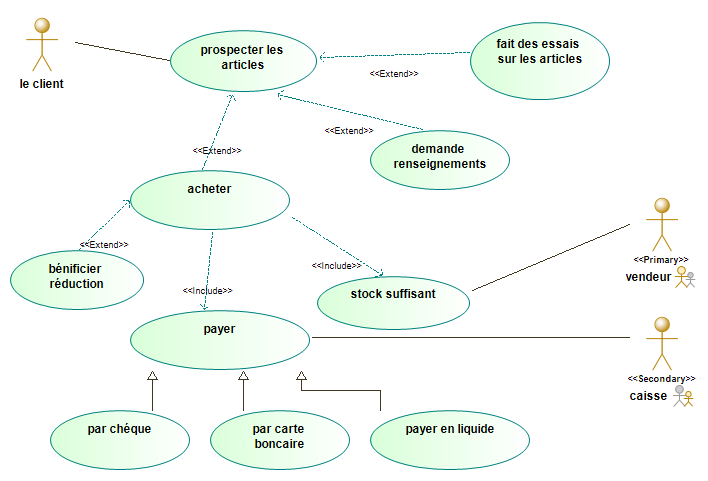 prospecter les
articles
fait des essais
sur les articles
<<Extend>>
le client
<<Extend>>
demande
renseignements
<<Extend>>
acheter
<<Primary>>
vendeur
<<Extend>>
bénificier
réduction
<<Include>>
<<Include>>
stock suffisant
payer
<<Secondary>>
caisse
par chéque
par carte
boncaire
payer en liquide